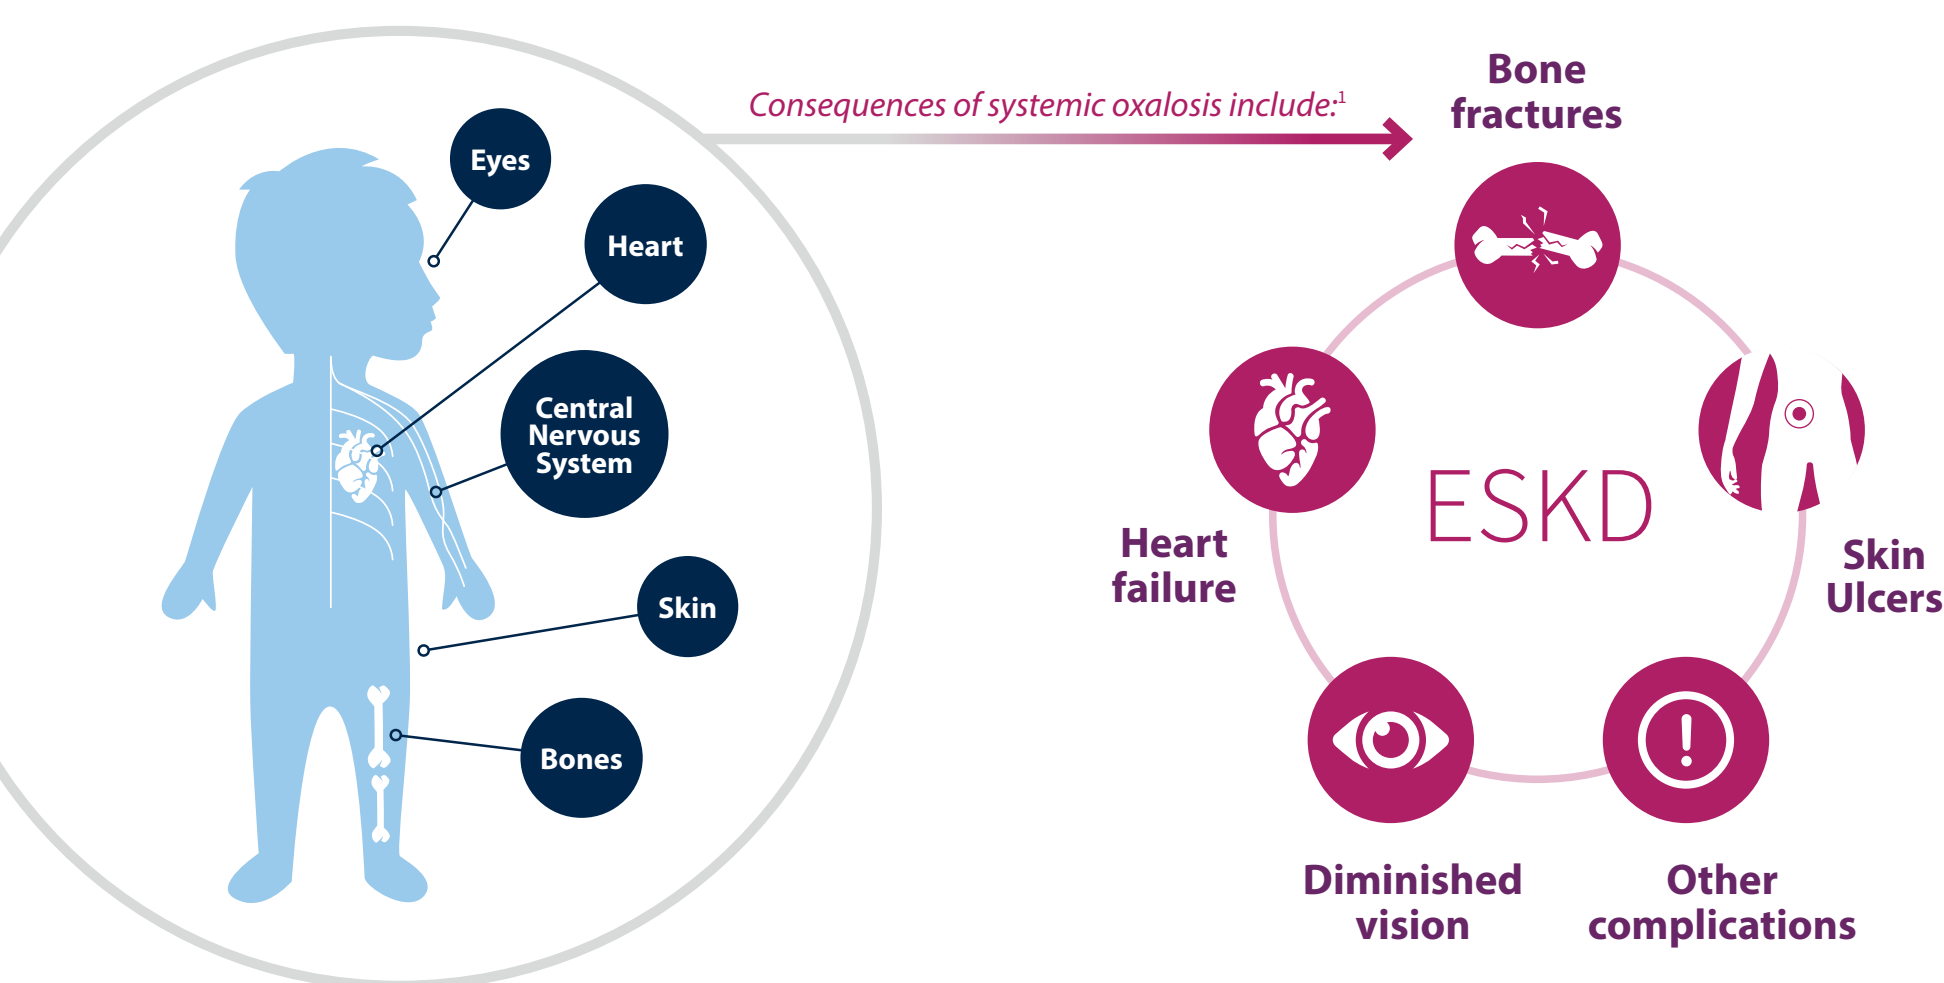 Eyes
Heart
Central
Nervous
System
Skin
Bones
Consequences of systemic oxalosis include:1
Bone
fractures
Heart
failure
ESKD
Skin
Ulcers
Diminished
vision
Other
complications